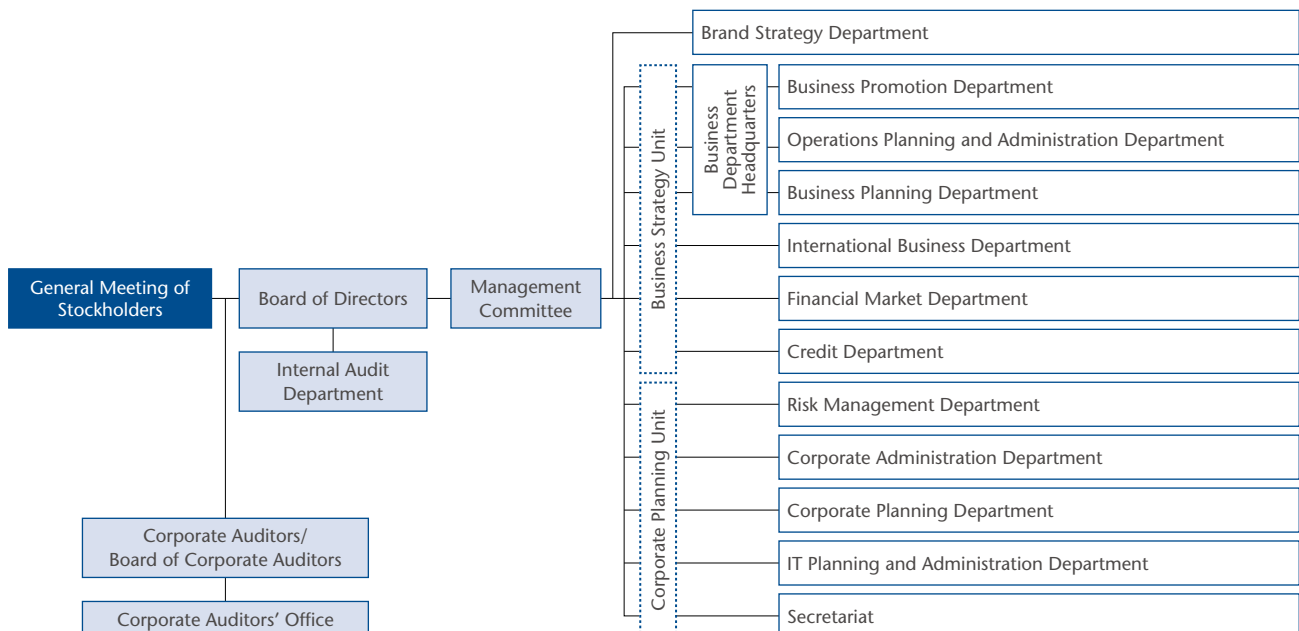 Brand Strategy Department
Business Strategy Unit
Business
Department
Headquarters
Business Promotion Department
Operations Planning and Administration Department
Business Planning Department
International Business Department
General Meeting of
Stockholders
Board of Directors
Management
Committee
Financial Market Department
Internal Audit
Department
Credit Department
Corporate Planning Unit
Risk Management Department
Corporate Administration Department
Corporate Planning Department
Corporate Auditors/
Board of Corporate Auditors
IT Planning and Administration Department
Corporate Auditors’ Office
Secretariat